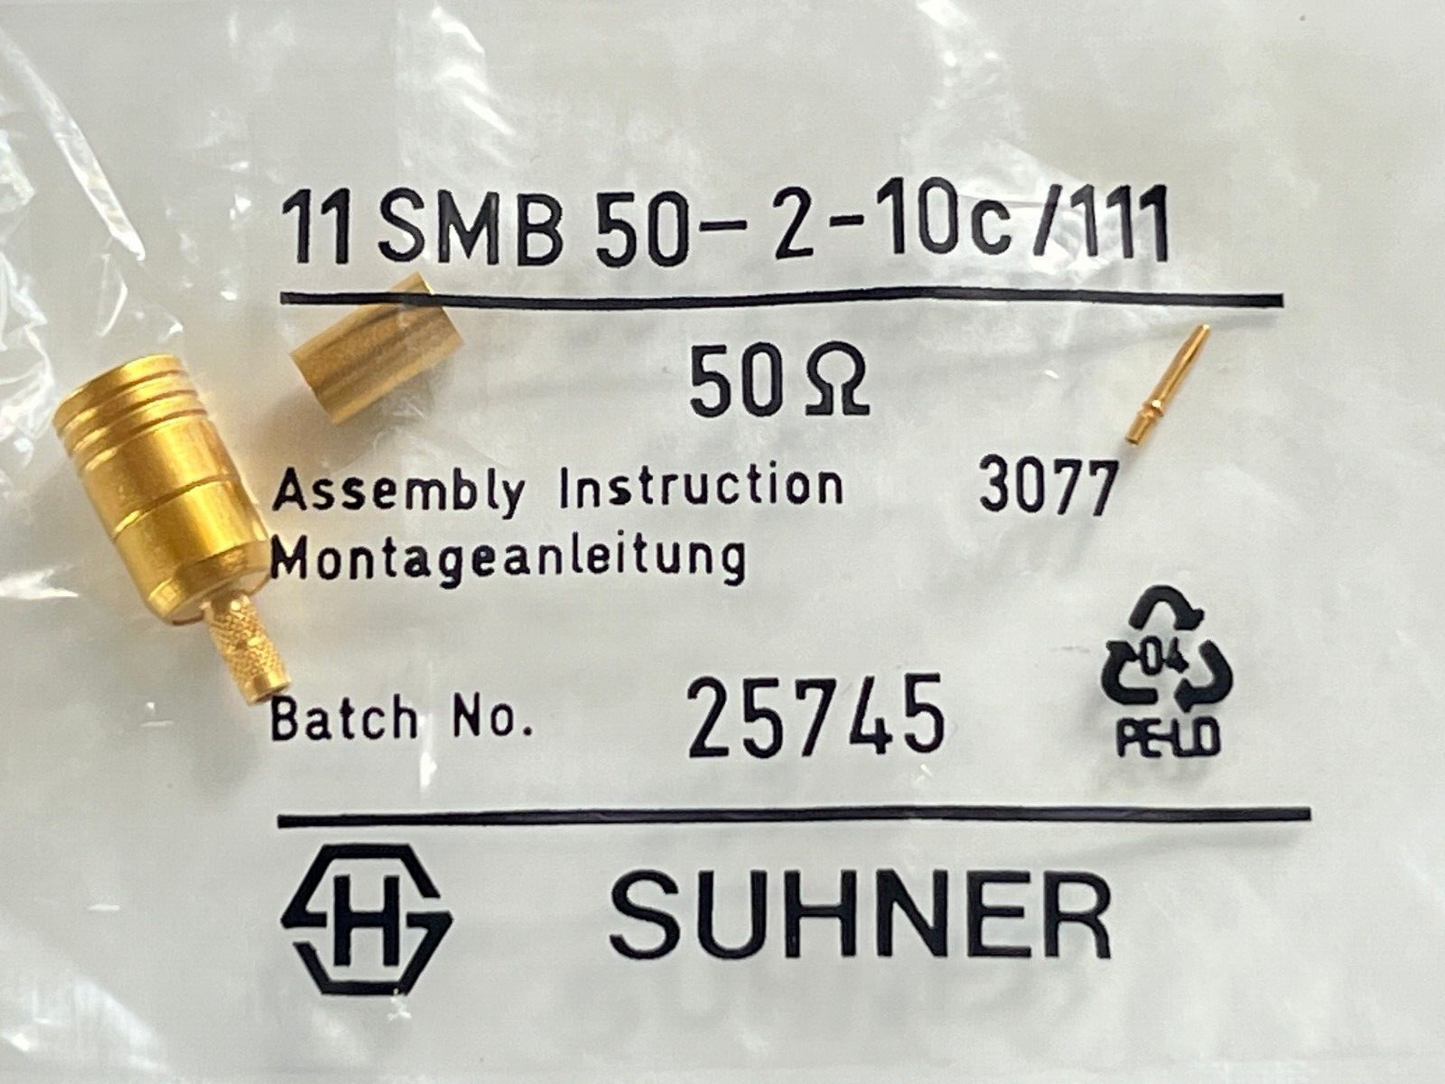 11 SMB 50-2-10c/111
50 Ω
Assembly Instruction 3077
Montageanleitung
04
PE-LD
Batch No. 25745
H SUHNER